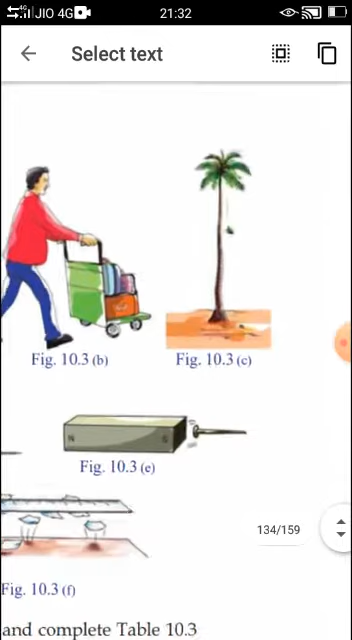 JIO 4G
21:32
Select text
Fig. 10.3 (b)
Fig. 10.3 (c)
N S
Fig. 10.3 (e)
134/159
Fig. 10.3 (f)
and complete Table 10.3